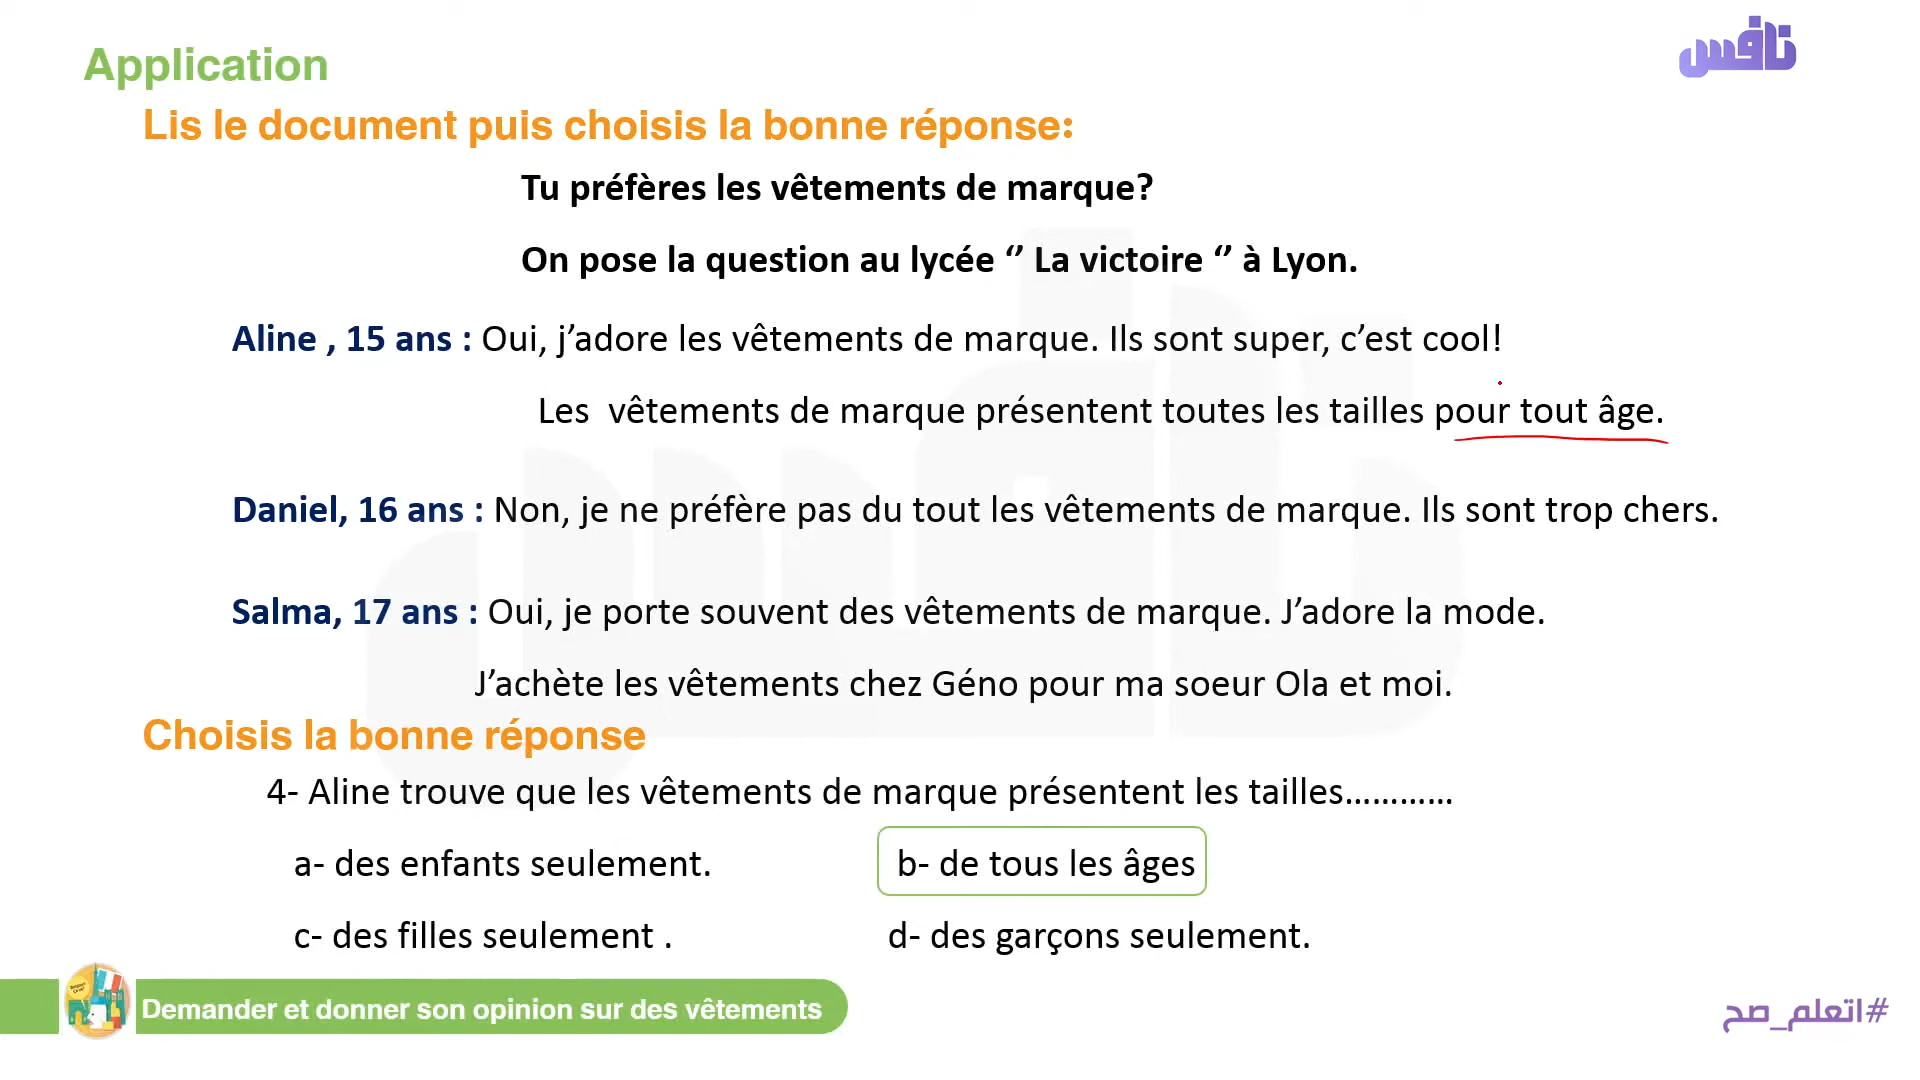 Application
نافس
Lis le document puis choisis la bonne réponse:
Tu préfères les vêtements de marque?
On pose la question au lycée ‘’ La victoire ‘’ à Lyon.
Aline , 15 ans : Oui, j’adore les vêtements de marque. Ils sont super, c’est cool!
Les vêtements de marque présentent toutes les tailles pour tout âge.
Daniel, 16 ans : Non, je ne préfère pas du tout les vêtements de marque. Ils sont trop chers.
Salma, 17 ans : Oui, je porte souvent des vêtements de marque. J’adore la mode.
J’achète les vêtements chez Géno pour ma soeur Ola et moi.
Choisis la bonne réponse
4- Aline trouve que les vêtements de marque présentent les tailles…………
a- des enfants seulement.
b- de tous les âges
c- des filles seulement .
d- des garçons seulement.
Demander et donner son opinion sur des vêtements
#اتعلم_صح